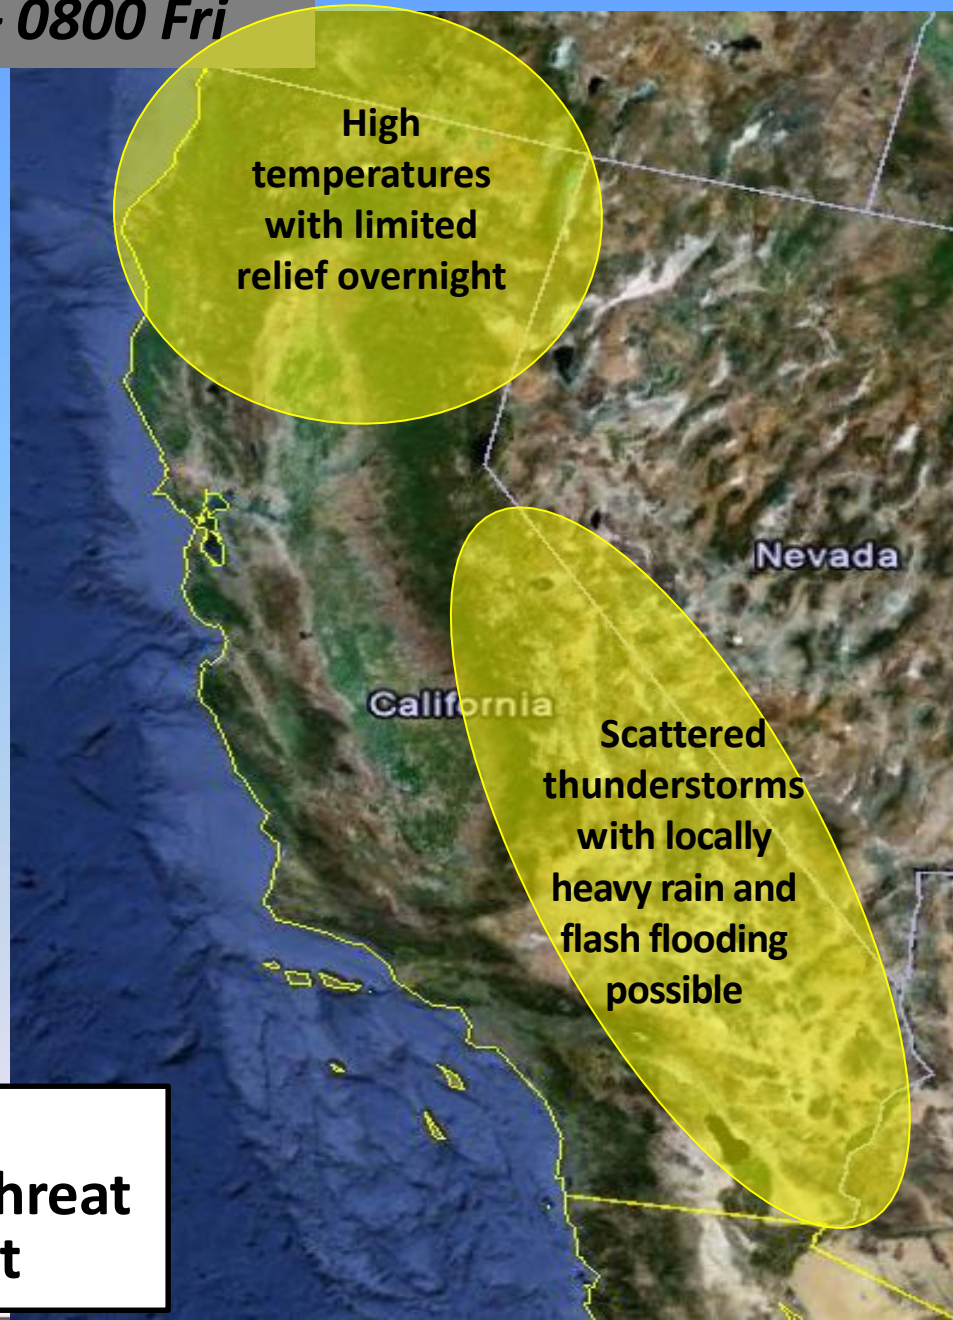 0800 Fri
High
temperatures
with limited
relief overnight
Nevada
California
Scattered
thunderstorms
with locally
heavy rain and
flash flooding
possible
hreat
t